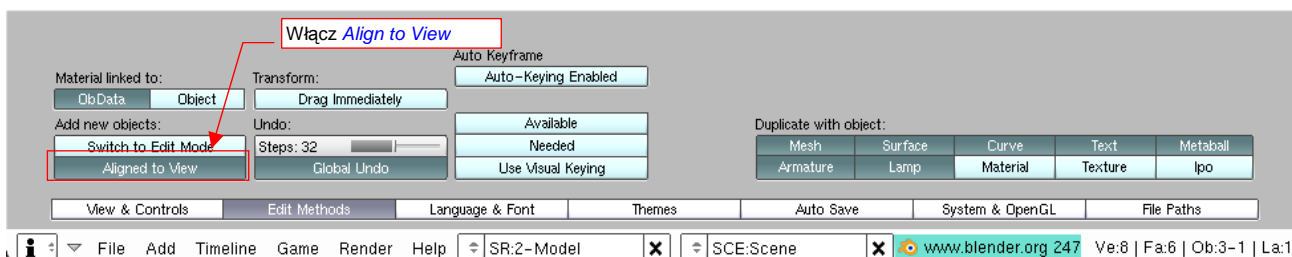 Włącz Align to View
Auto Keyframe
Material linked to: Transform: Auto-Keying Enabled
ObData Object Drag Immediately
Add new objects: Undo: Available Duplicate with object:
Switch to Edit Mode Steps: 32 Needed Mesh Surface Curve Text Metaball
Aligned to View Global Undo Use Visual Keying Armature Lamp Material Texture Ipo
View & Controls Edit Methods Language & Font Themes Auto Save System & OpenGL File Paths
File Add Timeline Game Render Help SR:2-Model SCE:Scene www.blender.org 247 Ve:8 | Fa:6 | Ob:3-1 | La:1